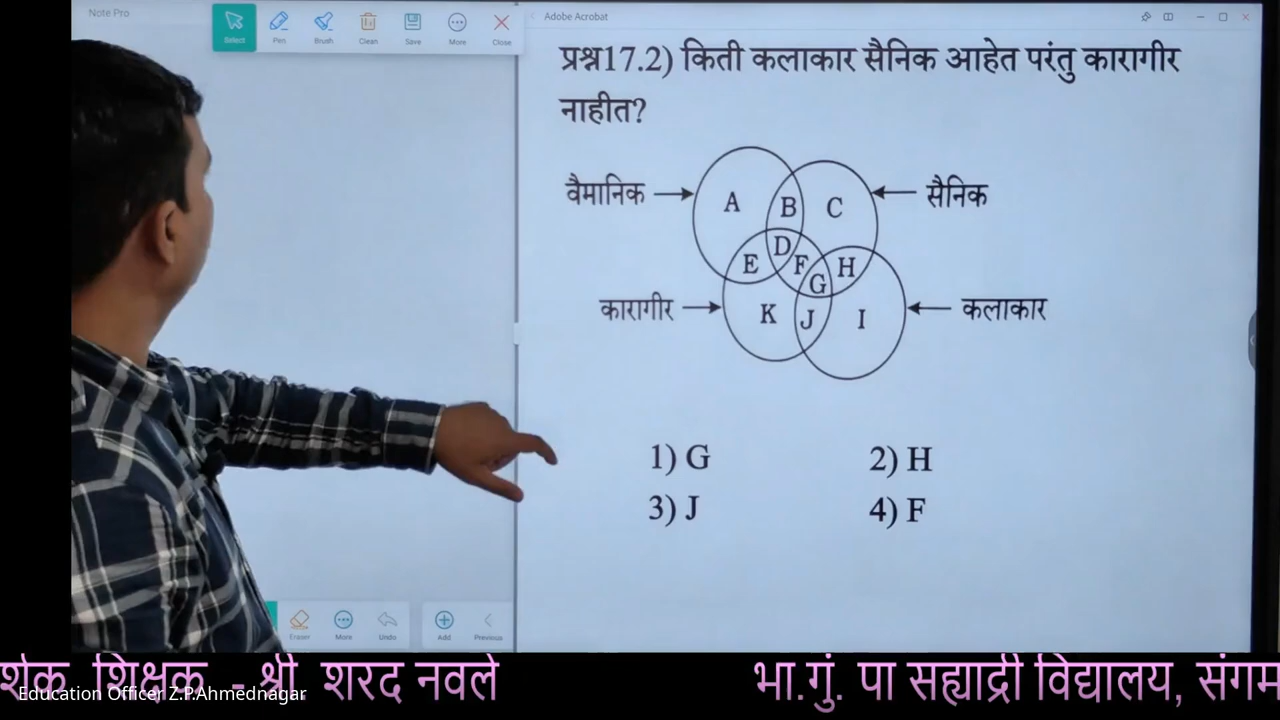 Note Pro
Select
Pen
Brush
Clean
Save
More
Close
Adobe Acrobat
प्रश्न17.2) किती कलाकार सैनिक आहेत परंतु कारागीर
नाहीत?
वैमानिक
A
B
C
सैनिक
D
E
F
H
G
कारागीर
K
J
I
कलाकार
1) G
2) H
3) J
4) F
Eraser
More
Undo
Add
Previous
शिक्षक - श्री शरद नवले
भा.गुं. पा सह्याद्री विद्यालय, संगम
Education Officer Z.P.Ahmednagar